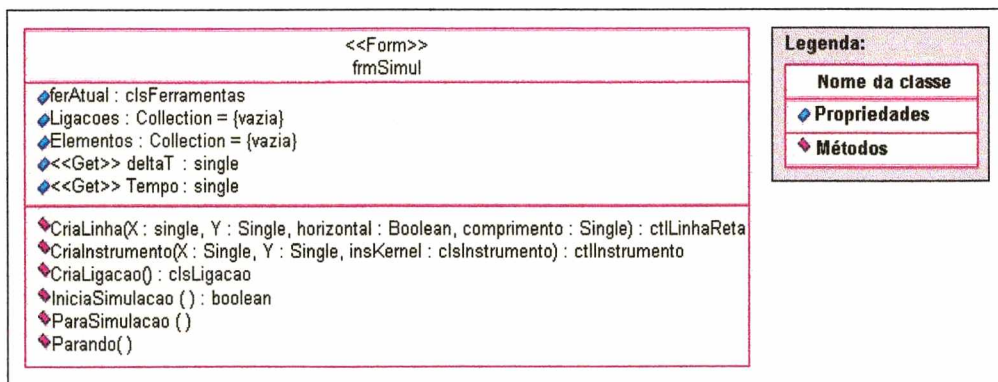 <<Form>>
frmSimul
ferAtual : clsFerramentas
Ligacoes : Collection = {vazia}
Elementos : Collection = {vazia}
<<Get>> deltaT : single
<<Get>> Tempo : single
CriaLinha(X : single, Y : Single, horizontal : Boolean, comprimento : Single) : ctlLinhaReta
CriaInstrumento(X : Single, Y : Single, insKernel : clsInstrumento) : ctlInstrumento
CriaLigacao() : clsLigacao
IniciaSimulacao ( ) : boolean
ParaSimulacao ( )
Parando( )
Legenda:
Nome da classe
Propriedades
Métodos